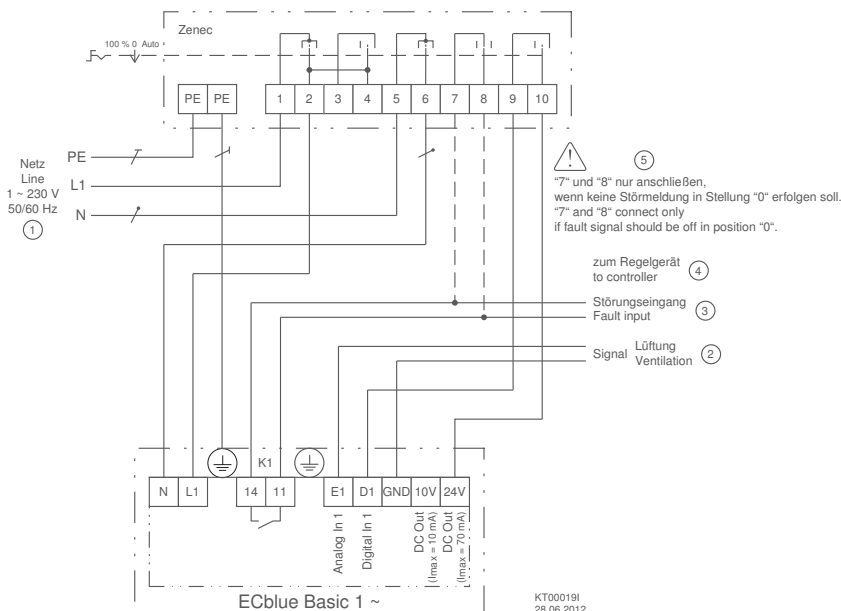 Zenec
100 % 0 Auto
PE PE 1 2 3 4 5 6 7 8 9 10
Netz
Line
1 ~ 230 V
50/60 Hz
1
PE
L1
N
5
"7" und "8" nur anschließen,
wenn keine Störmeldung in Stellung "0" erfolgen soll.
"7" and "8" connect only
if fault signal should be off in position "0".
zum Regelgerät
to controller
4
Störungseingang
Fault input
3
Signal
Lüftung
Ventilation
2
K1
N L1 14 11 E1 D1 GND 10V 24V
Analog In 1
Digital In 1
DC Out
(Imax = 10 mA)
DC Out
(Imax = 70 mA)
ECblue Basic 1 ~
KT00019I
28.06.2012